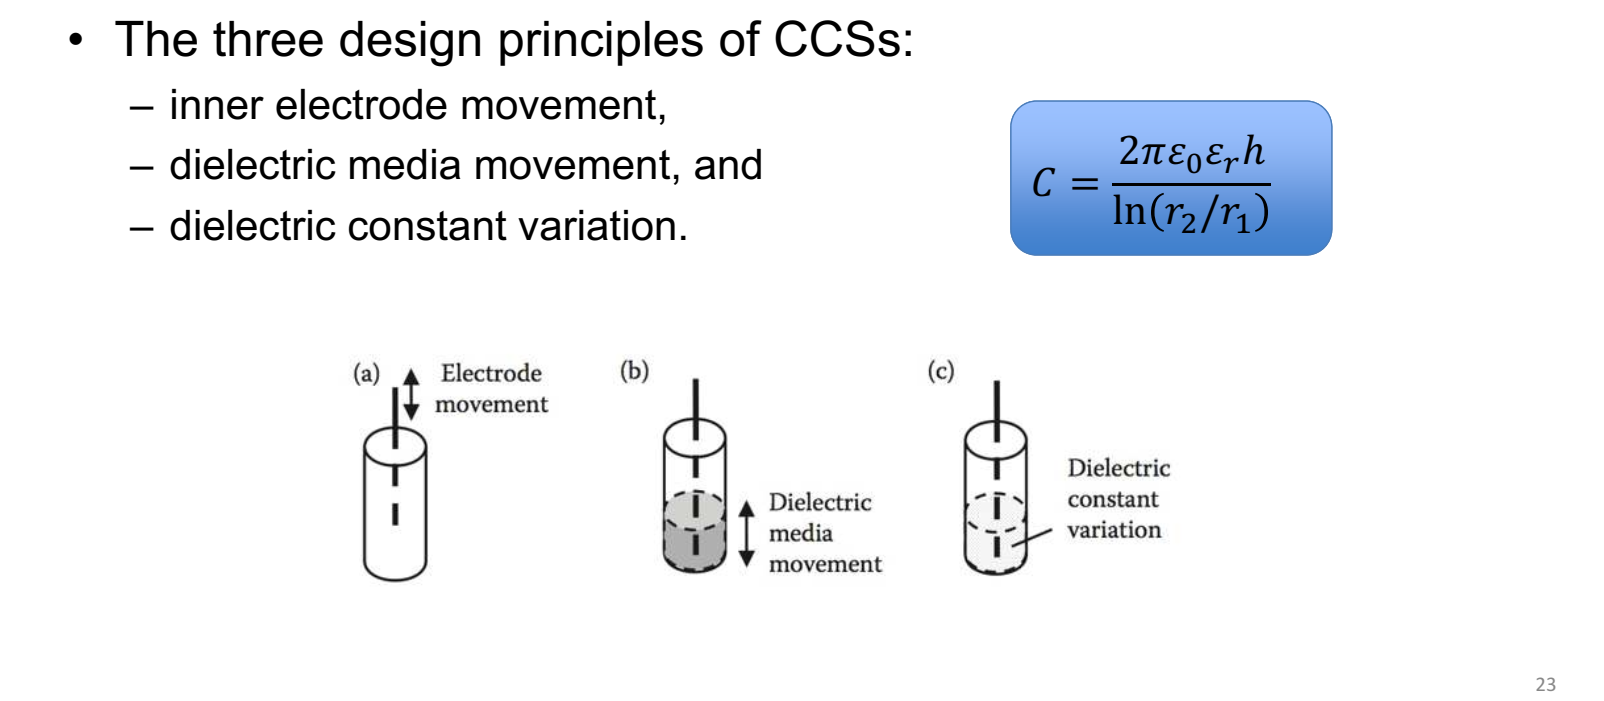 • The three design principles of CCSs:
– inner electrode movement,
– dielectric media movement, and
– dielectric constant variation.
C = 2πε₀εᵣh / ln(r₂/r₁)
(a)
Electrode
movement
(b)
Dielectric
media
movement
(c)
Dielectric
constant
variation
23